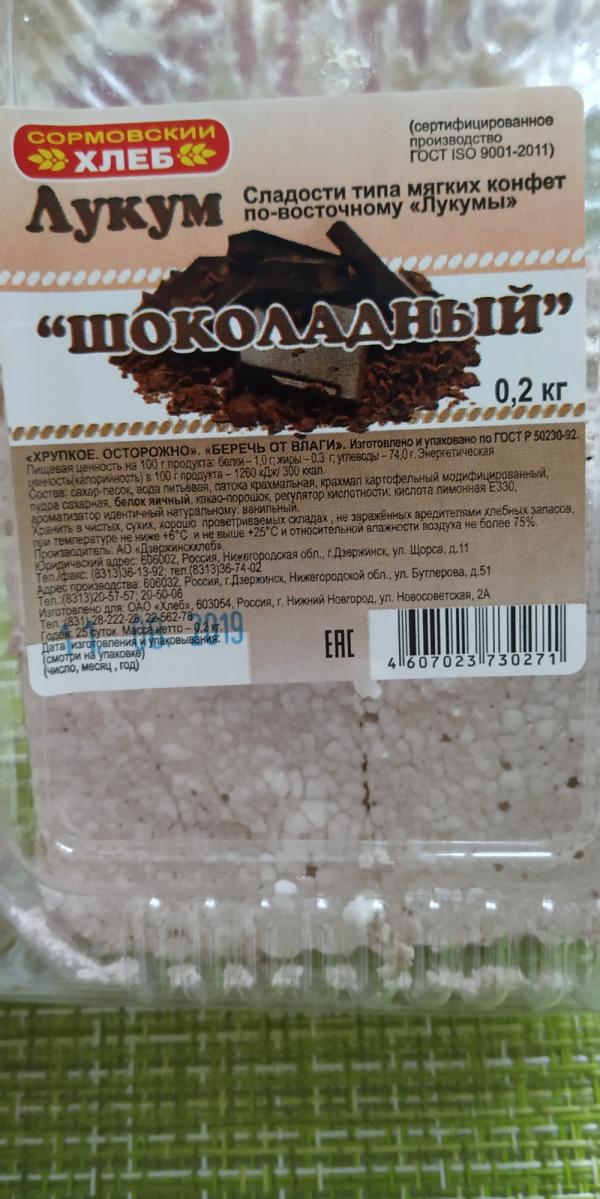 СОРМОВСКИЙ
ХЛЕБ
(сертифицированное
производство
ГОСТ ISO 9001-2011)
Лукум
Сладости типа мягких конфет
по-восточному «Лукумы»
“ШОКОЛАДНЫЙ”
0,2 кг
«ХРУПКОЕ. ОСТОРОЖНО». «БЕРЕЧЬ ОТ ВЛАГИ». Изготовлено и упаковано по ГОСТ Р 50230-92.
Пищевая ценность на 100 г продукта: белки – 1,0 г; жиры – 0,3 г, углеводы – 74,0 г. Энергетическая
ценность(калорийность) в 100 г продукта – 1260 кДж/ 300 ккал.
Состав: сахар-песок, вода питьевая, патока крахмальная, крахмал картофельный модифицированный,
пудра сахарная, белок яичный, какао-порошок, регулятор кислотности: кислота лимонная Е330,
ароматизатор идентичный натуральному: ванильный.
Хранить в чистых, сухих, хорошо проветриваемых складах , не заражённых вредителями хлебных запасов,
при температуре не ниже +6°С и не выше +25°С и относительной влажности воздуха не более 75%.
Производитель: АО «Дзержинскхлеб».
Юридический адрес: 606002, Россия, Нижегородская обл., г.Дзержинск, ул. Щорса, д.11
Тел./факс: (8313)36-13-92; тел.(8313)36-74-02
Адрес производства: 606032, Россия, г.Дзержинск, Нижегородской обл., ул. Бутлерова, д.51
Тел. (8313)20-57-57, 20-50-06
Изготовлено для: ОАО «Хлеб», 603054, Россия, г. Нижний Новгород, ул. Новосоветская, 2А
Тел. (831) 28-222-28, 22-562-78
Годен: 25 суток. Масса нетто – 0,2 кг.
Дата изготовления и упаковывания:
(смотри на упаковке)
(число, месяц , год)
2019
ЕАС
4 607023 730271